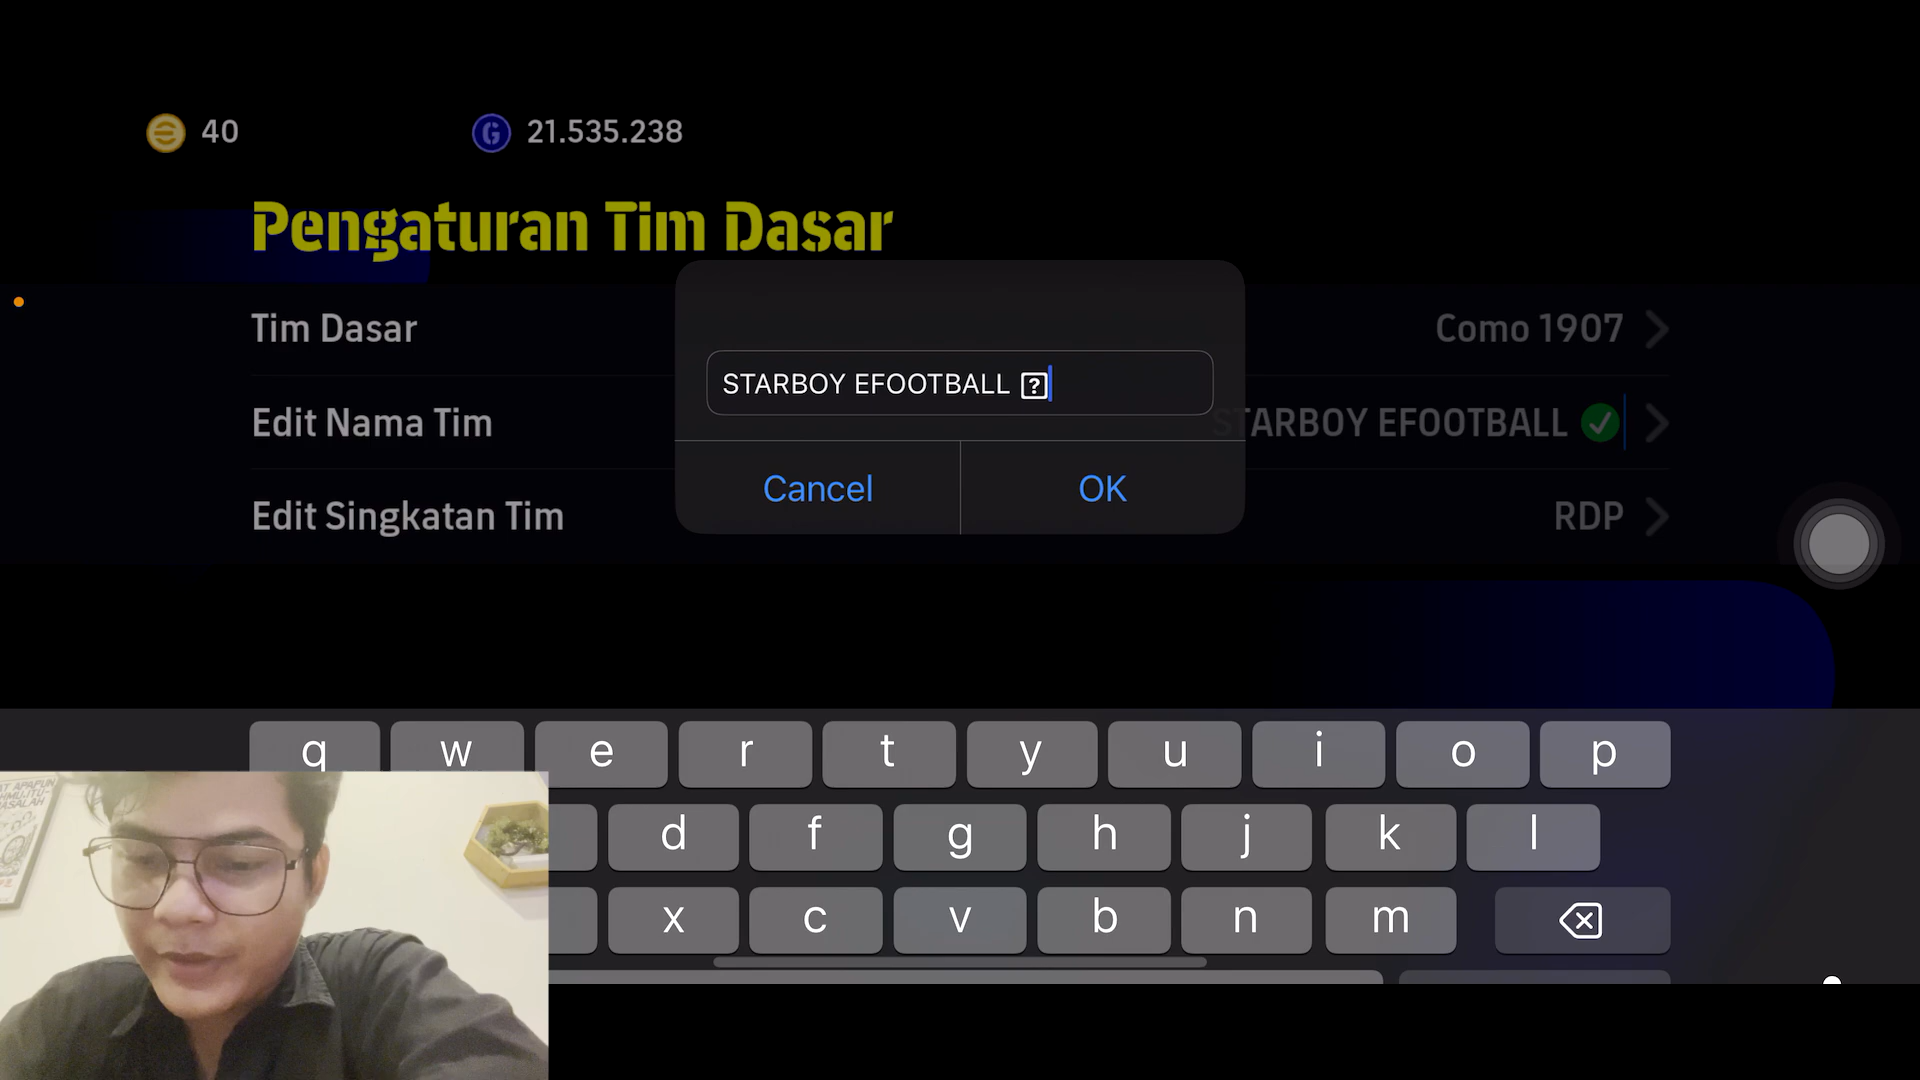 40
21.535.238
Pengaturan Tim Dasar
Tim Dasar
Como 1907
STARBOY EFOOTBALL
Edit Nama Tim
STARBOY EFOOTBALL
Cancel
OK
Edit Singkatan Tim
RDP
q w e r t y u i o p
d f g h j k l
x c v b n m